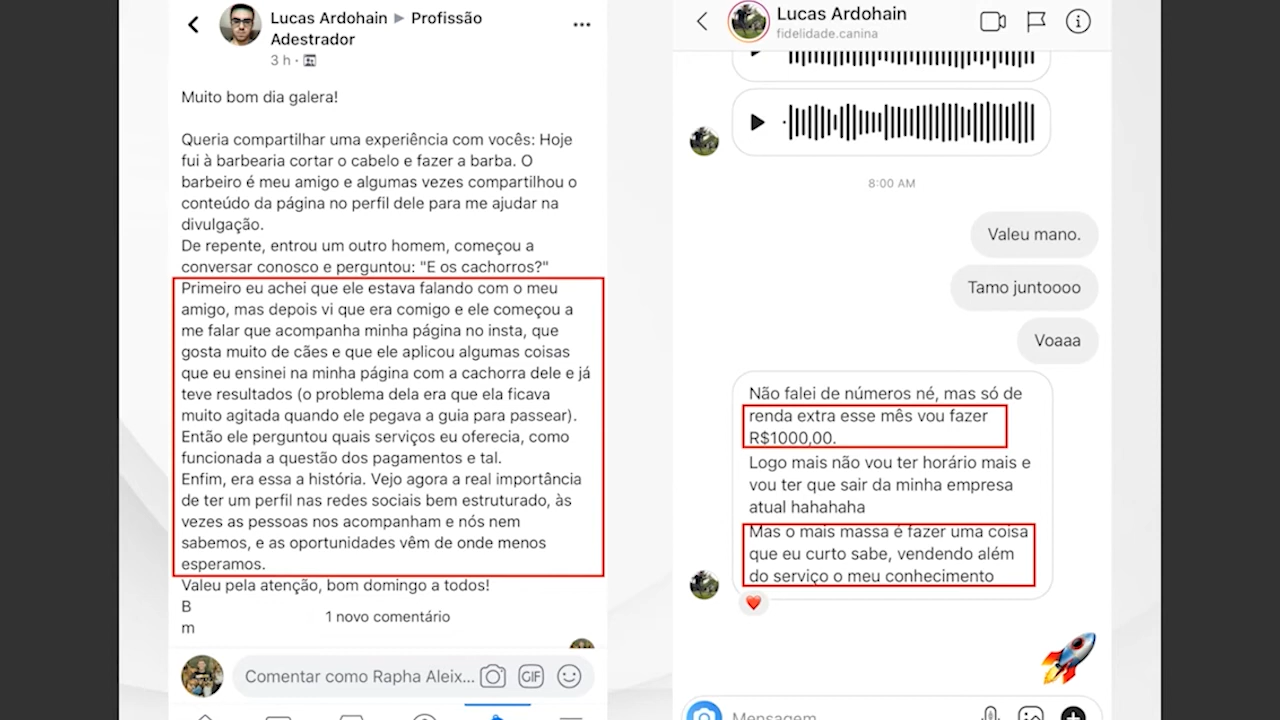 Lucas Ardohain ▸ Profissão
Adestrador
3 h ·
Muito bom dia galera!
Queria compartilhar uma experiência com vocês: Hoje
fui à barbearia cortar o cabelo e fazer a barba. O
barbeiro é meu amigo e algumas vezes compartilhou o
conteúdo da página no perfil dele para me ajudar na
divulgação.
De repente, entrou um outro homem, começou a
conversar conosco e perguntou: "E os cachorros?"
Primeiro eu achei que ele estava falando com o meu
amigo, mas depois vi que era comigo e ele começou a
me falar que acompanha minha página no insta, que
gosta muito de cães e que ele aplicou algumas coisas
que eu ensinei na minha página com a cachorra dele e já
teve resultados (o problema dela era que ela ficava
muito agitada quando ele pegava a guia para passear).
Então ele perguntou quais serviços eu oferecia, como
funcionada a questão dos pagamentos e tal.
Enfim, era essa a história. Vejo agora a real importância
de ter um perfil nas redes sociais bem estruturado, às
vezes as pessoas nos acompanham e nós nem
sabemos, e as oportunidades vêm de onde menos
esperamos.
Valeu pela atenção, bom domingo a todos!
B
m
1 novo comentário
Comentar como Rapha Aleix...
GIF
Lucas Ardohain
fidelidade.canina
8:00 AM
Valeu mano.
Tamo juntoooo
Voaaa
Não falei de números né, mas só de
renda extra esse mês vou fazer
R$1000,00.
Logo mais não vou ter horário mais e
vou ter que sair da minha empresa
atual hahahaha
Mas o mais massa é fazer uma coisa
que eu curto sabe, vendendo além
do serviço o meu conhecimento
Mensagem